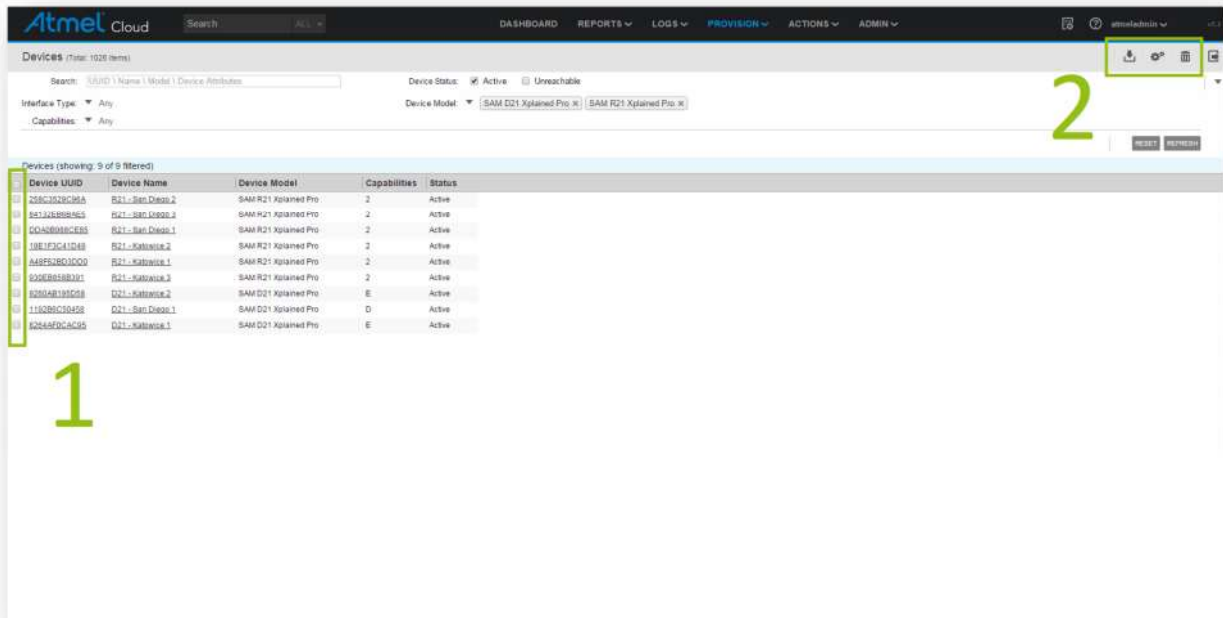 Atmel Cloud Search ALL DASHBOARD REPORTS LOGS PROVISION ACTIONS ADMIN atmeladmin
Devices (Total: 1026 items)
2
Search: UUID \ Name \ Model \ Device Attributes Device Status: Active Unreachable
Interface Type: Any Device Model: SAM D21 Xplained Pro x SAM R21 Xplained Pro x
Capabilities: Any
RESET REFRESH
Devices (showing: 9 of 9 filtered)
Device UUID Device Name Device Model Capabilities Status
258C3529C96A R21 - San Diego 2 SAM R21 Xplained Pro 2 Active
R21 - San Diego 3 SAM R21 Xplained Pro 2 Active
R21 - San Diego 1 SAM R21 Xplained Pro 2 Active
19E1F3C41D48 R21 - Katowice 2 SAM R21 Xplained Pro 2 Active
A48F62BD3DD0 R21 - Katowice 1 SAM R21 Xplained Pro 2 Active
R21 - Katowice 3 SAM R21 Xplained Pro 2 Active
D21 - Katowice 2 SAM D21 Xplained Pro E Active
1192B6C50458 D21 - San Diego 1 SAM D21 Xplained Pro D Active
6264AF0CAC95 D21 - Katowice 1 SAM D21 Xplained Pro E Active
1